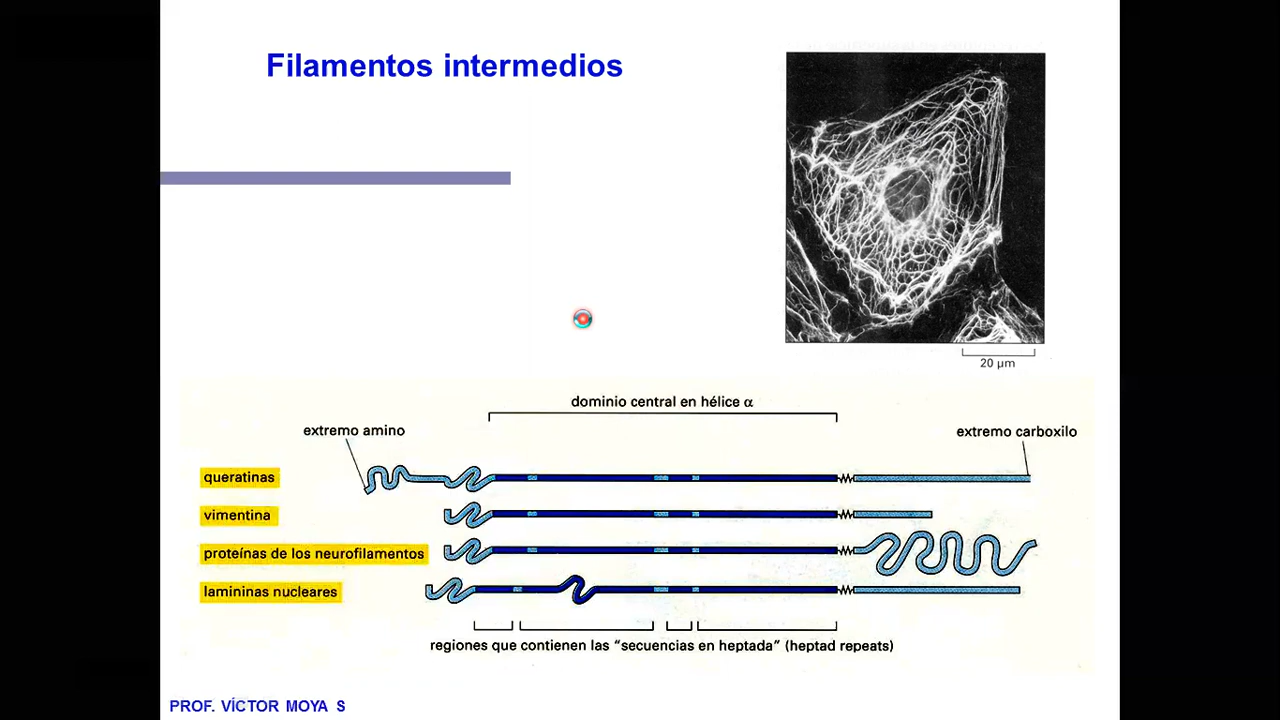 Filamentos intermedios
20 µm
dominio central en hélice α
extremo amino
extremo carboxilo
queratinas
vimentina
proteínas de los neurofilamentos
lamininas nucleares
regiones que contienen las “secuencias en heptada” (heptad repeats)
PROF. VÍCTOR MOYA S